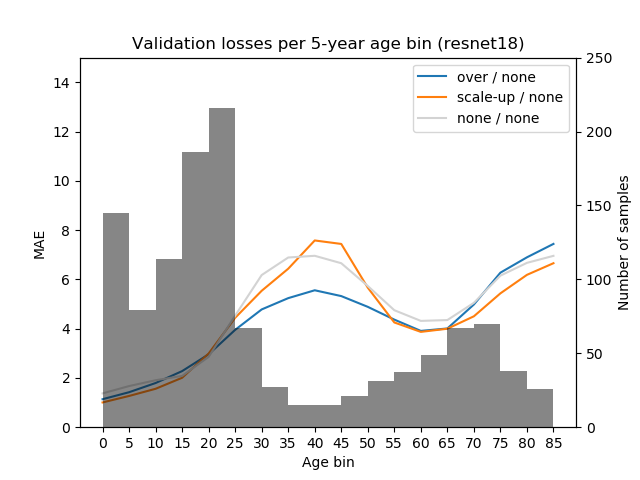 Validation losses per 5-year age bin (resnet18)
over / none
scale-up / none
none / none
MAE
14
12
10
8
6
4
2
0
250
200
150
100
50
0
Number of samples
0 5 10 15 20 25 30 35 40 45 50 55 60 65 70 75 80 85
Age bin